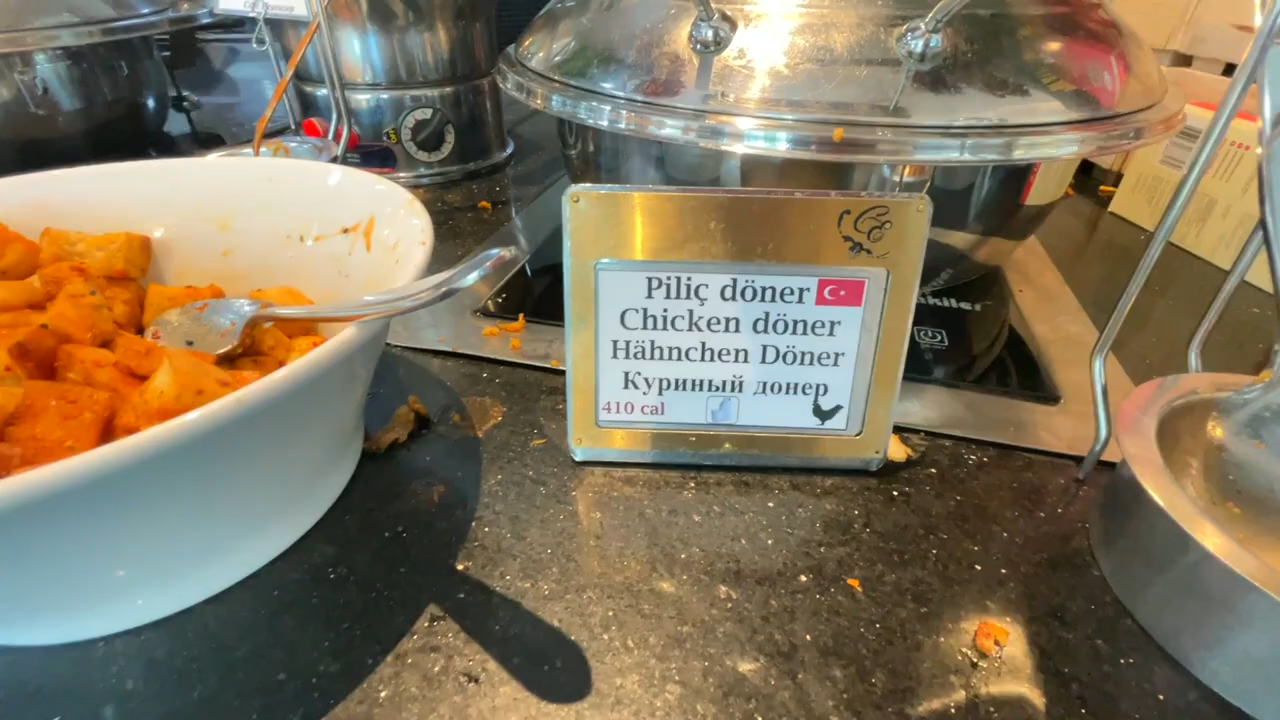 Piliç döner
Chicken döner
Hähnchen Döner
Куриный донер
410 cal